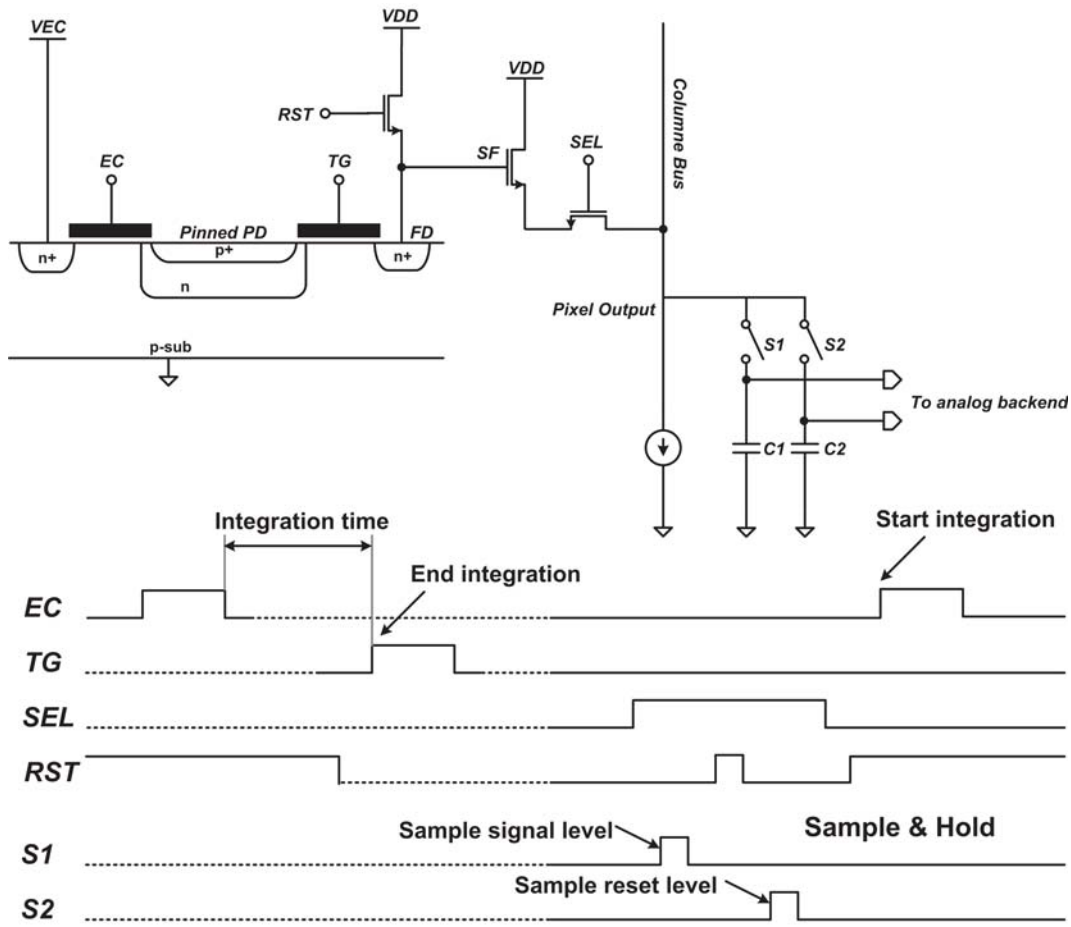 VEC
VDD
VDD
RST
SF
SEL
Columne Bus
EC
TG
Pinned PD
FD
n+
p+
n+
n
p-sub
Pixel Output
S1
S2
To analog backend
C1
C2
Integration time
Start integration
End integration
EC
TG
SEL
RST
Sample signal level
Sample & Hold
S1
Sample reset level
S2